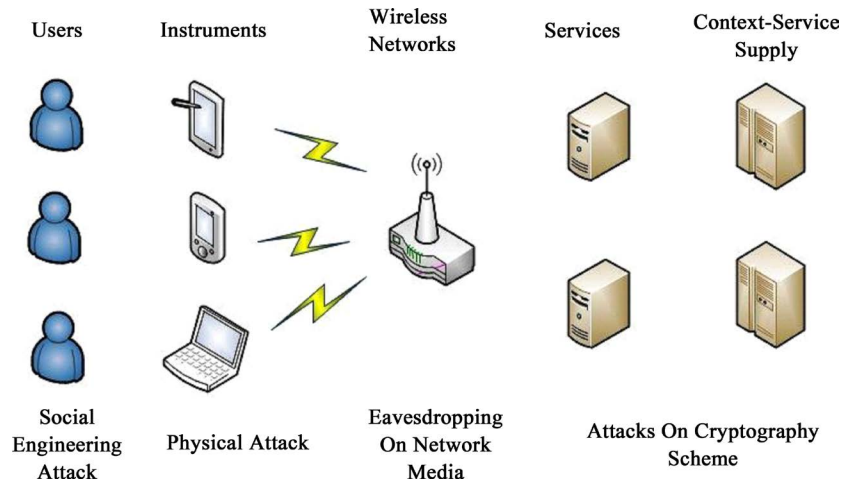 Users
Instruments
Wireless
Networks
Services
Context-Service
Supply
Social
Engineering
Attack
Physical Attack
Eavesdropping
On Network
Media
Attacks On Cryptography
Scheme